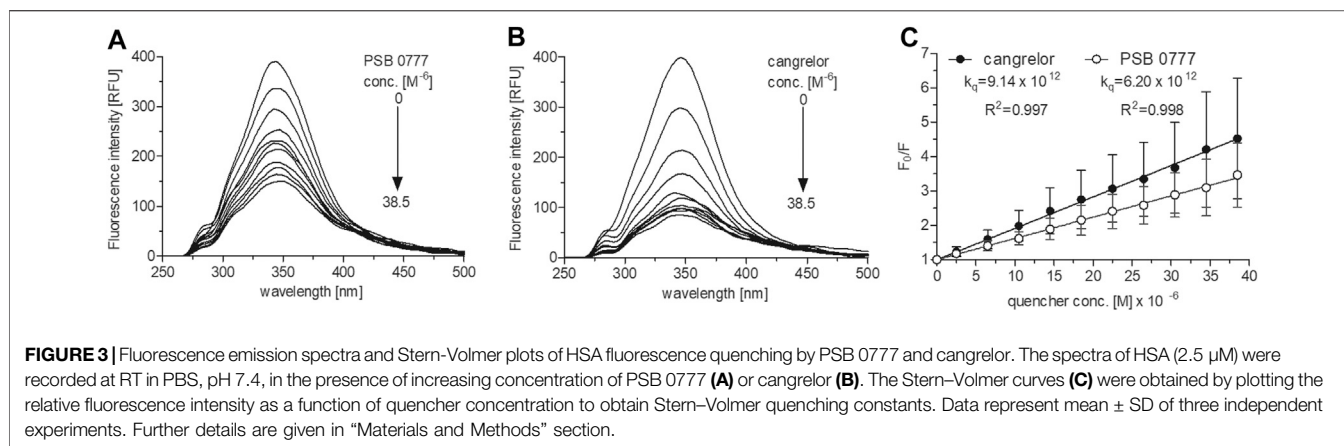 A
PSB 0777
conc. [M⁻⁶]
0
38.5
400
300
200
100
0
Fluorescence intensity [RFU]
250 300 350 400 450 500
wavelength [nm]
B
cangrelor
conc. [M⁻⁶]
0
38.5
400
300
200
100
0
Fluorescence intensity [RFU]
250 300 350 400 450 500
wavelength [nm]
C
cangrelor PSB 0777
kq=9.14 x 10¹² kq=6.20 x 10¹²
R²=0.997 R²=0.998
7
6
5
4
3
2
1
F₀/F
0 5 10 15 20 25 30 35 40
quencher conc. [M] x 10⁻⁶
FIGURE 3 | Fluorescence emission spectra and Stern-Volmer plots of HSA fluorescence quenching by PSB 0777 and cangrelor. The spectra of HSA (2.5 µM) were
recorded at RT in PBS, pH 7.4, in the presence of increasing concentration of PSB 0777 (A) or cangrelor (B). The Stern–Volmer curves (C) were obtained by plotting the
relative fluorescence intensity as a function of quencher concentration to obtain Stern–Volmer quenching constants. Data represent mean ± SD of three independent
experiments. Further details are given in “Materials and Methods” section.